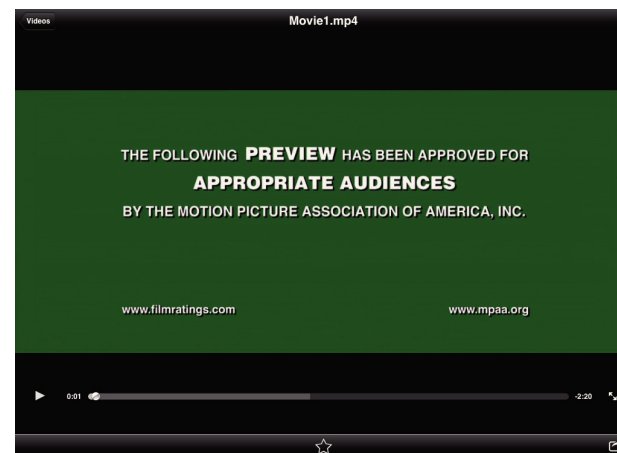 Videos
Movie1.mp4
THE FOLLOWING PREVIEW HAS BEEN APPROVED FOR
APPROPRIATE AUDIENCES
BY THE MOTION PICTURE ASSOCIATION OF AMERICA, INC.
www.filmratings.com www.mpaa.org
0:01 -2:20